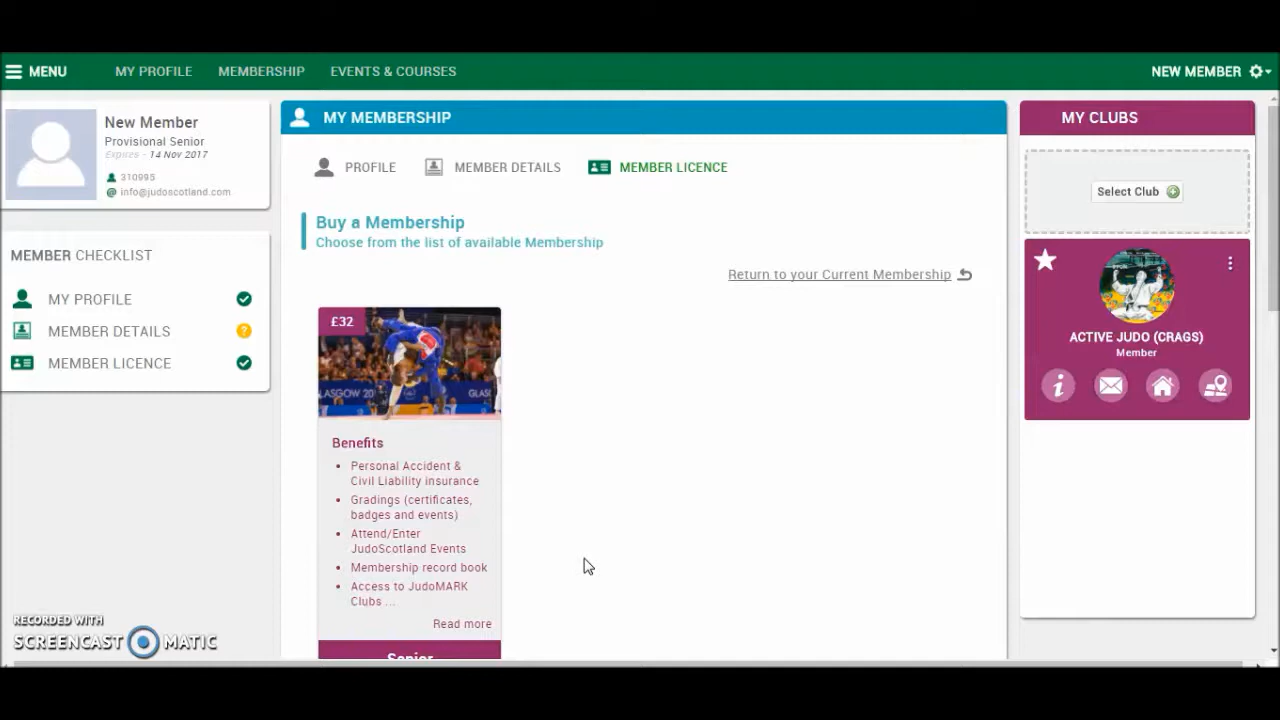 MENU
MY PROFILE
MEMBERSHIP
EVENTS & COURSES
NEW MEMBER
New Member
Provisional Senior
Expires - 14 Nov 2017
310995
info@judoscotland.com
MEMBER CHECKLIST
MY PROFILE
MEMBER DETAILS
?
MEMBER LICENCE
MY MEMBERSHIP
PROFILE
MEMBER DETAILS
MEMBER LICENCE
Buy a Membership
Choose from the list of available Membership
Return to your Current Membership
£32
GLASGOW 20
GLAS
Benefits
• Personal Accident &
Civil Liability insurance
• Gradings (certificates,
badges and events)
• Attend/Enter
JudoScotland Events
• Membership record book
• Access to JudoMARK
Clubs ...
Read more
Senior
MY CLUBS
Select Club
ACTIVE JUDO (CRAGS)
Member
RECORDED WITH
SCREENCAST MATIC